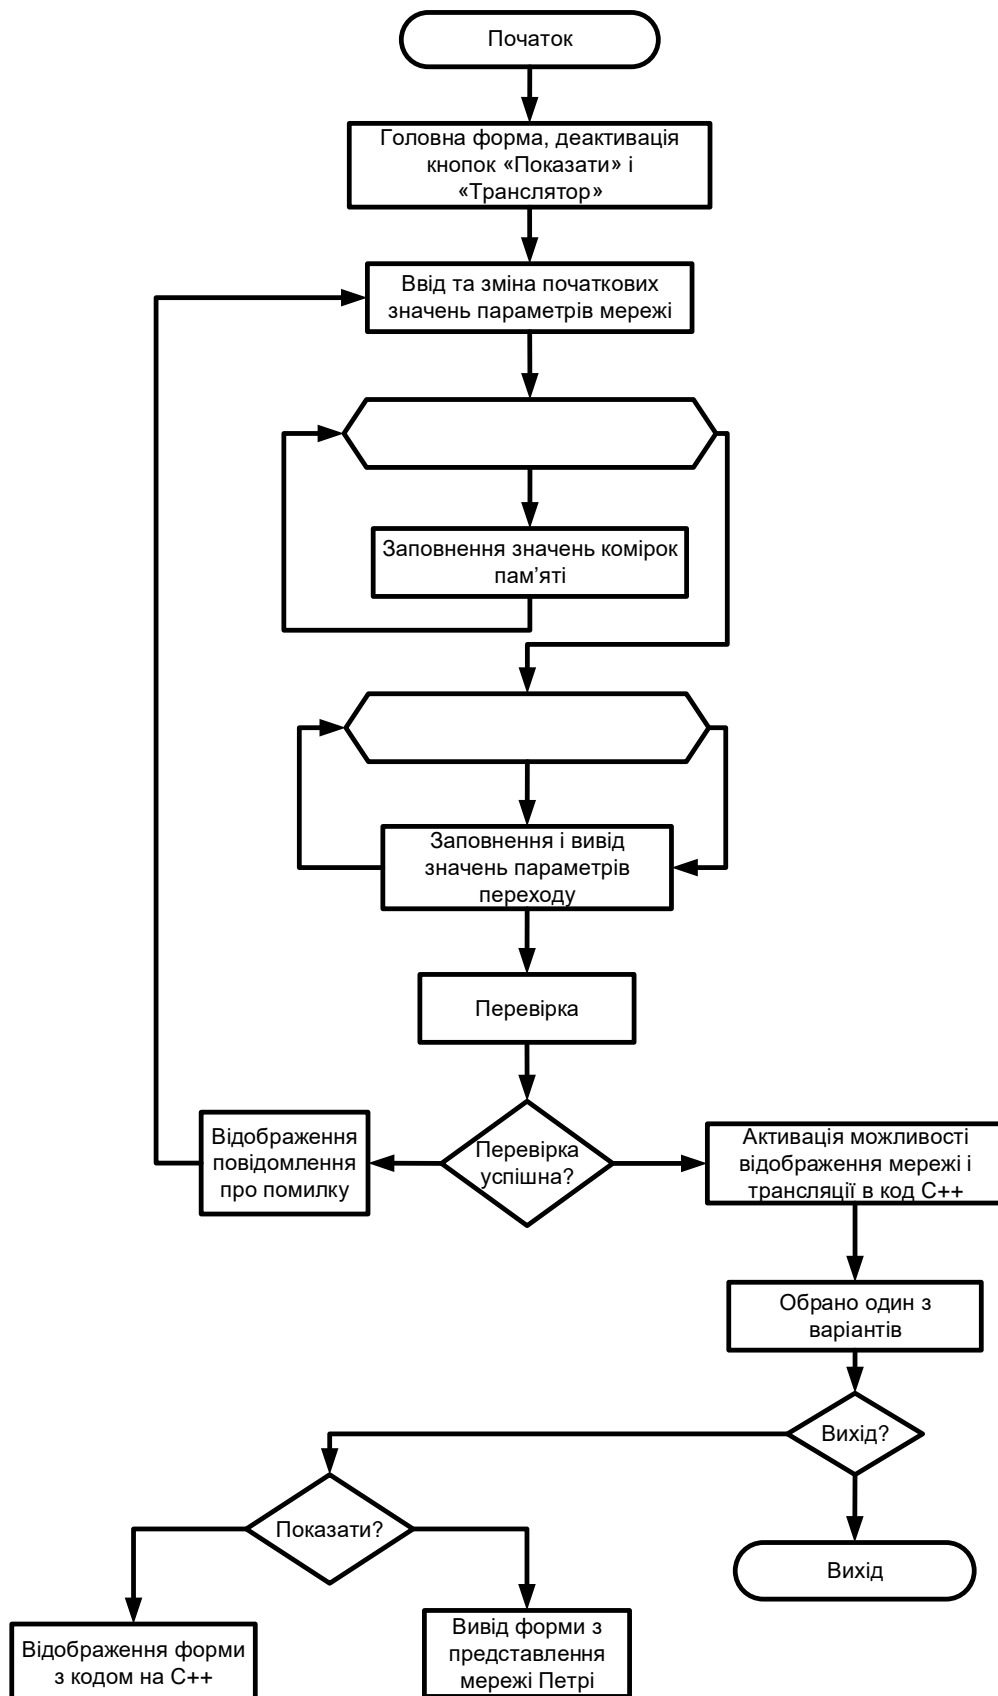 Початок
Головна форма, деактивація
кнопок «Показати» і
«Транслятор»
Ввід та зміна початкових
значень параметрів мережі
Заповнення значень комірок
пам’яті
Заповнення і вивід
значень параметрів
переходу
Перевірка
Перевірка
успішна?
Відображення
повідомлення
про помилку
Активація можливості
відображення мережі і
трансляції в код С++
Обрано один з
варіантів
Вихід?
Показати?
Вихід
Відображення форми
з кодом на С++
Вивід форми з
представлення
мережі Петрі